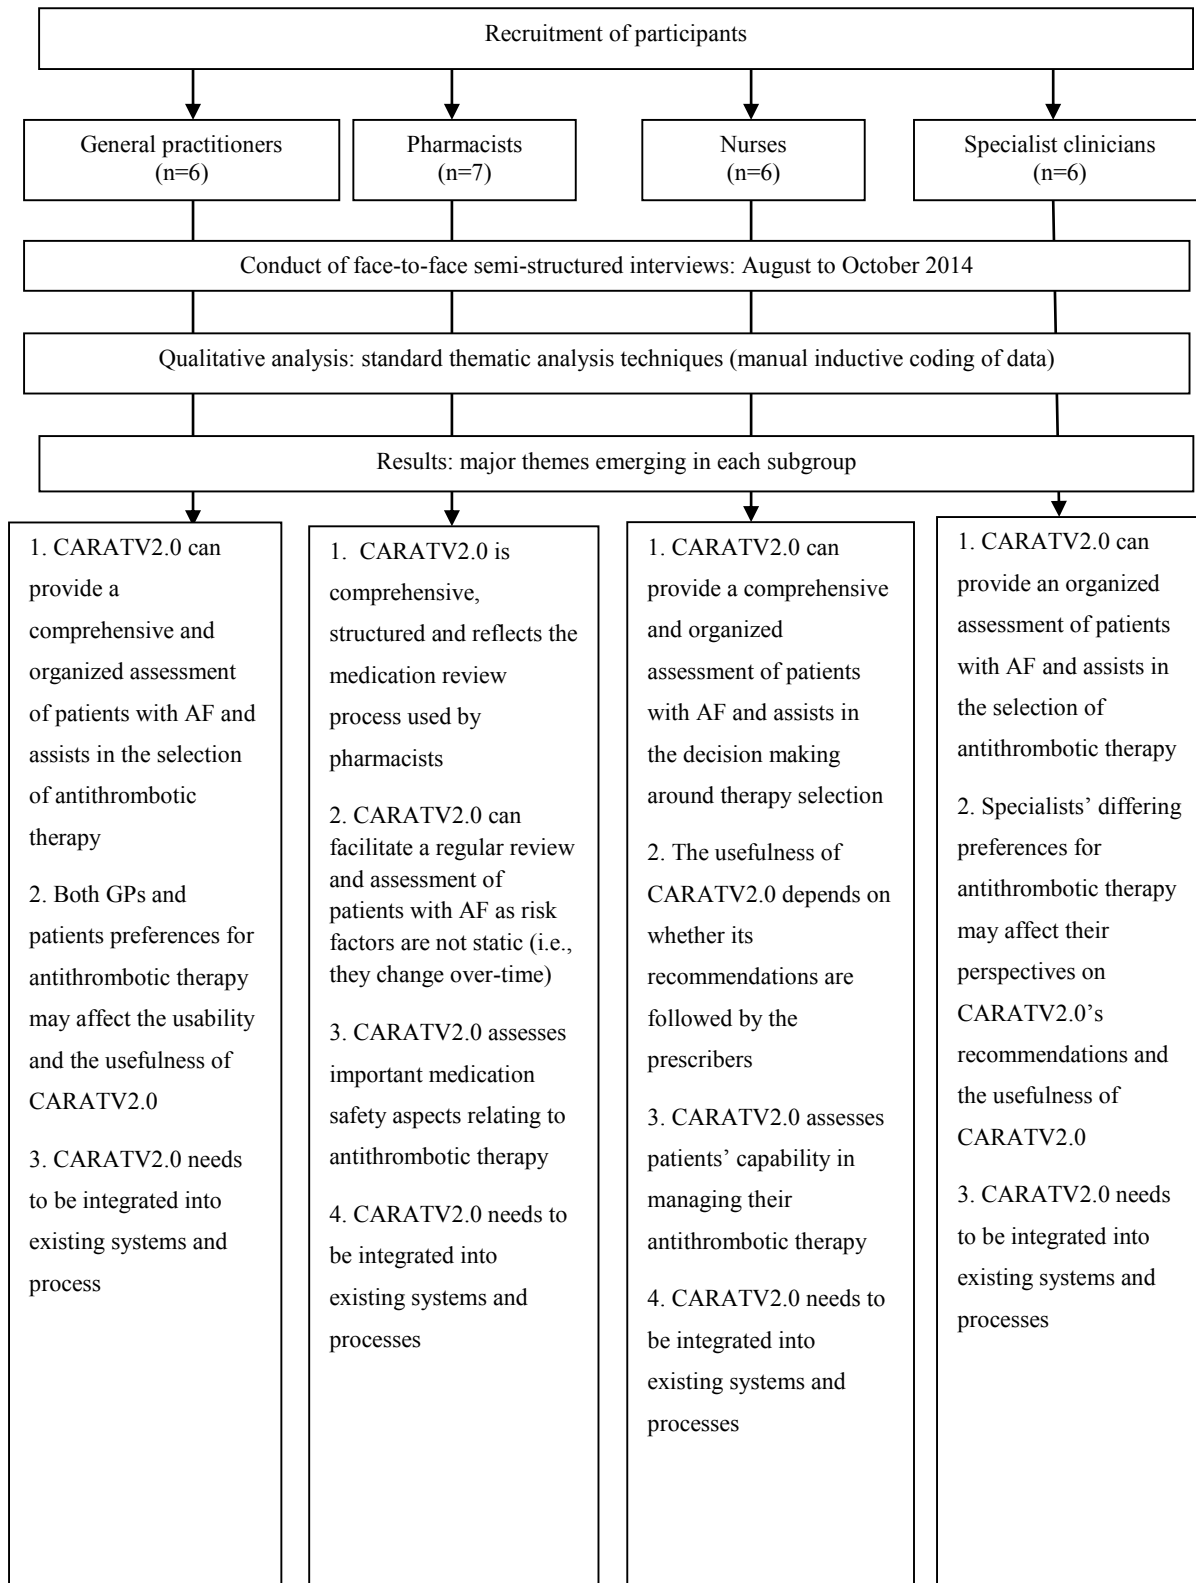 Recruitment of participants
General practitioners
(n=6)
Pharmacists
(n=7)
Nurses
(n=6)
Specialist clinicians
(n=6)
Conduct of face-to-face semi-structured interviews: August to October 2014
Qualitative analysis: standard thematic analysis techniques (manual inductive coding of data)
Results: major themes emerging in each subgroup
1. CARATV2.0 can
provide a
comprehensive and
organized assessment
of patients with AF and
assists in the selection
of antithrombotic
therapy
2. Both GPs and
patients preferences for
antithrombotic therapy
may affect the usability
and the usefulness of
CARATV2.0
3. CARATV2.0 needs
to be integrated into
existing systems and
process
1. CARATV2.0 is
comprehensive,
structured and reflects the
medication review
process used by
pharmacists
2. CARATV2.0 can
facilitate a regular review
and assessment of
patients with AF as risk
factors are not static (i.e.,
they change over-time)
3. CARATV2.0 assesses
important medication
safety aspects relating to
antithrombotic therapy
4. CARATV2.0 needs to
be integrated into
existing systems and
processes
1. CARATV2.0 can
provide a comprehensive
and organized
assessment of patients
with AF and assists in
the decision making
around therapy selection
2. The usefulness of
CARATV2.0 depends on
whether its
recommendations are
followed by the
prescribers
3. CARATV2.0 assesses
patients’ capability in
managing their
antithrombotic therapy
4. CARATV2.0 needs to
be integrated into
existing systems and
processes
1. CARATV2.0 can
provide an organized
assessment of patients
with AF and assists in
the selection of
antithrombotic therapy
2. Specialists’ differing
preferences for
antithrombotic therapy
may affect their
perspectives on
CARATV2.0’s
recommendations and
the usefulness of
CARATV2.0
3. CARATV2.0 needs
to be integrated into
existing systems and
processes